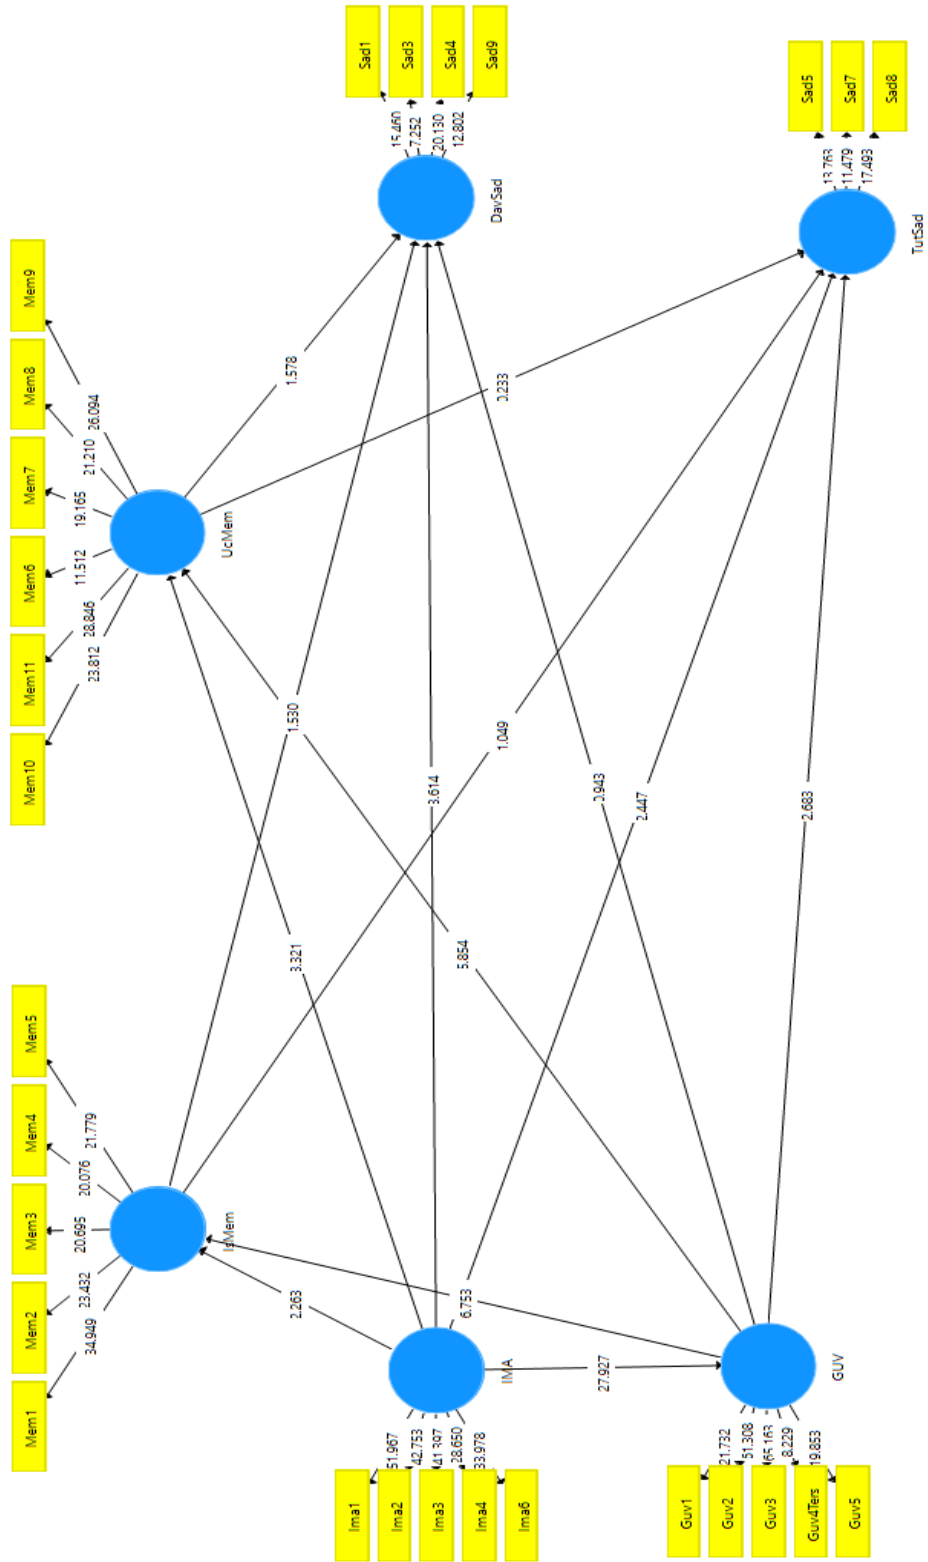 Mem1
Mem2
Mem3
Mem4
Mem5
Mem10
Mem11
Mem6
Mem7
Mem8
Mem9
34.949
23.432
20.695
20.076
21.779
23.812
28.846
11.512
19.165
21.210
26.094
IsMem
UcMem
2.263
3.321
1.530
1.578
Ima1
Ima2
Ima3
Ima4
Ima6
51.967
42.753
41.397
28.650
33.978
IMA
6.753
5.854
3.614
1.049
0.233
15.460
7.252
20.130
12.802
Sad1
Sad3
Sad4
Sad9
DavSad
27.927
0.943
2.447
2.683
Guv1
Guv2
Guv3
Guv4Ters
Guv5
21.732
51.308
65.163
8.229
19.853
GUV
13.763
11.479
17.493
Sad5
Sad7
Sad8
TutSad